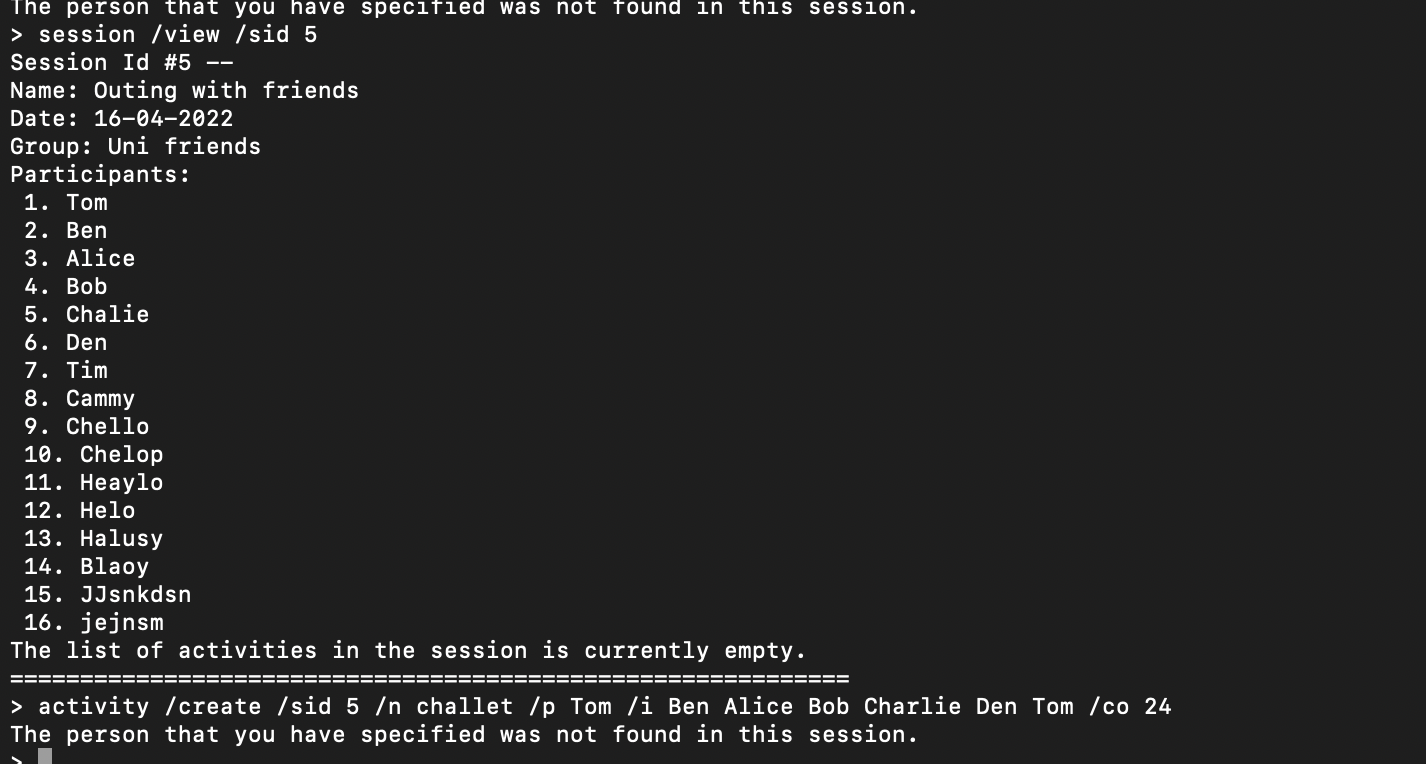 The person that you have specified was not found in this session.
> session /view /sid 5
Session Id #5 --
Name: Outing with friends
Date: 16-04-2022
Group: Uni friends
Participants:
1. Tom
2. Ben
3. Alice
4. Bob
5. Chalie
6. Den
7. Tim
8. Cammy
9. Chello
10. Chelop
11. Heaylo
12. Helo
13. Halusy
14. Blaoy
15. JJsnkdsn
16. jejnsm
The list of activities in the session is currently empty.
============================================================
> activity /create /sid 5 /n challet /p Tom /i Ben Alice Bob Charlie Den Tom /co 24
The person that you have specified was not found in this session.
>